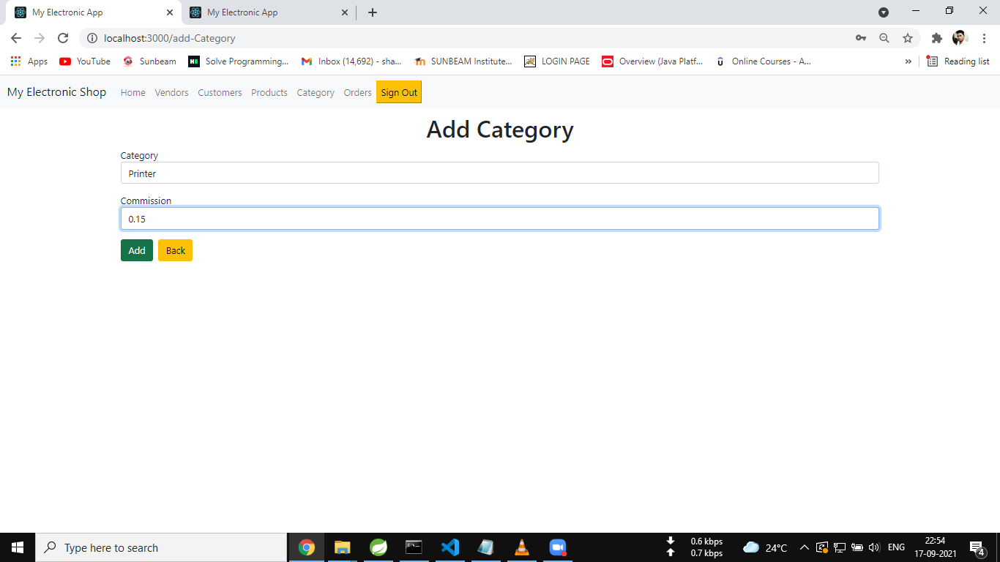 My Electronic App
My Electronic App
localhost:3000/add-Category
Apps YouTube Sunbeam Solve Programming... Inbox (14,692) - sha... SUNBEAM Institute... LOGIN PAGE Overview (Java Platf... Online Courses - A... » Reading list
My Electronic Shop Home Vendors Customers Products Category Orders Sign Out
Add Category
Category
Printer
Commission
0.15
Add Back
Type here to search
0.6 kbps
0.7 kbps
24°C
ENG
22:54
17-09-2021
4